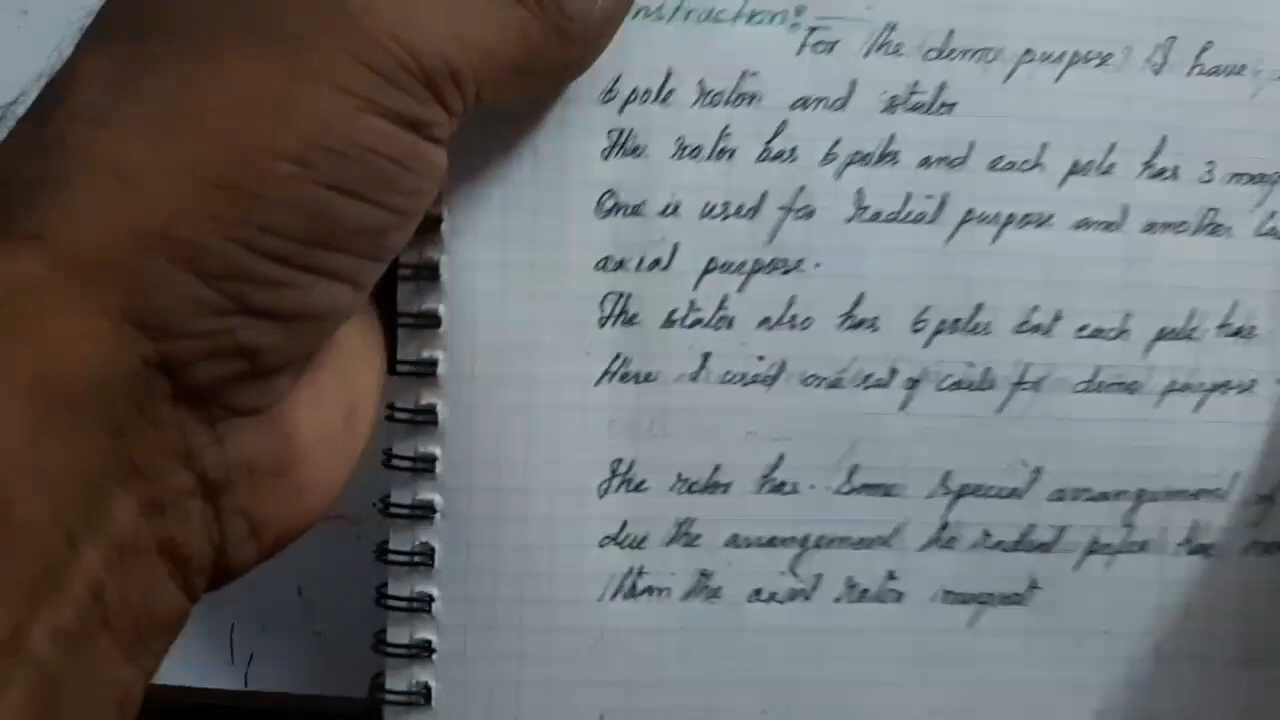 nstraction:
For the demo purpose I have
6 pole rotor and stator
The rotor has 6 poles and each pole has 3 mag
One is used for radial purpose and another
axial purpose.
The stator also has 6 poles but each pole has
Here I used one set of coils for demo purpose
The rotor has. Some special arrangement
due the arrangement the radial has
than the axial rotor magnet